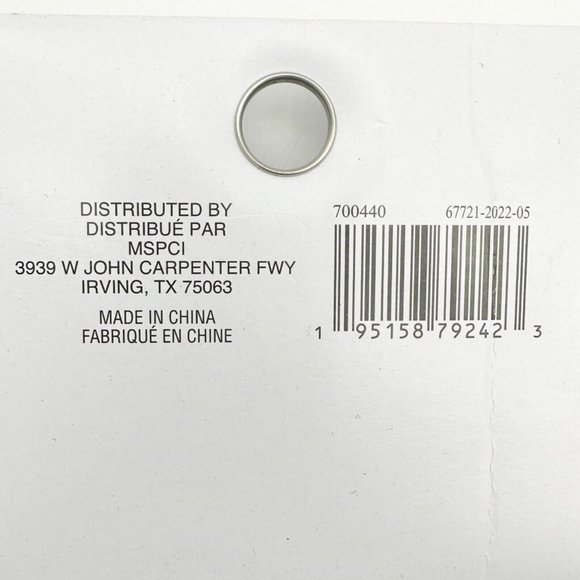 DISTRIBUTED BY
DISTRIBUÉ PAR
MSPCI
3939 W JOHN CARPENTER FWY
IRVING, TX 75063
MADE IN CHINA
FABRIQUÉ EN CHINE
700440 67721-2022-05
1 95158 79242 3